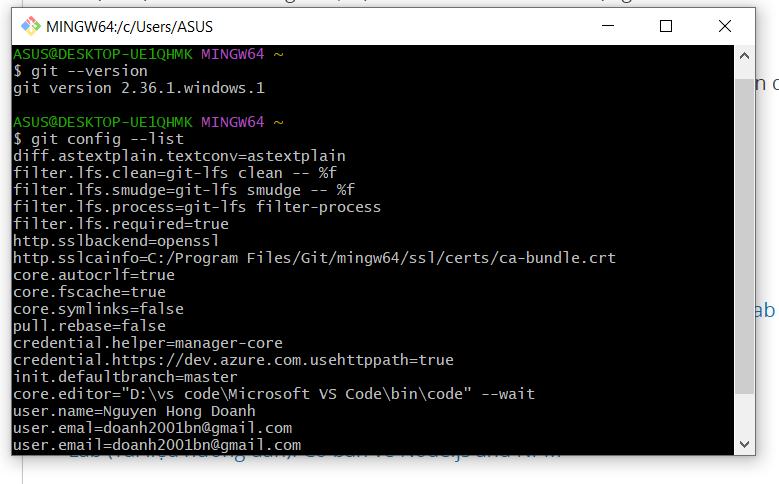 MINGW64:/c/Users/ASUS
ASUS@DESKTOP-UE1QHMK MINGW64 ~
$ git --version
git version 2.36.1.windows.1
ASUS@DESKTOP-UE1QHMK MINGW64 ~
$ git config --list
diff.astextplain.textconv=astextplain
filter.lfs.clean=git-lfs clean -- %f
filter.lfs.smudge=git-lfs smudge -- %f
filter.lfs.process=git-lfs filter-process
filter.lfs.required=true
http.sslbackend=openssl
http.sslcainfo=C:/Program Files/Git/mingw64/ssl/certs/ca-bundle.crt
core.autocrlf=true
core.fscache=true
core.symlinks=false
pull.rebase=false
credential.helper=manager-core
credential.https://dev.azure.com.usehttppath=true
init.defaultbranch=master
core.editor="D:\vs code\Microsoft VS Code\bin\code" --wait
user.name=Nguyen Hong Doanh
user.emal=doanh2001bn@gmail.com
user.email=doanh2001bn@gmail.com